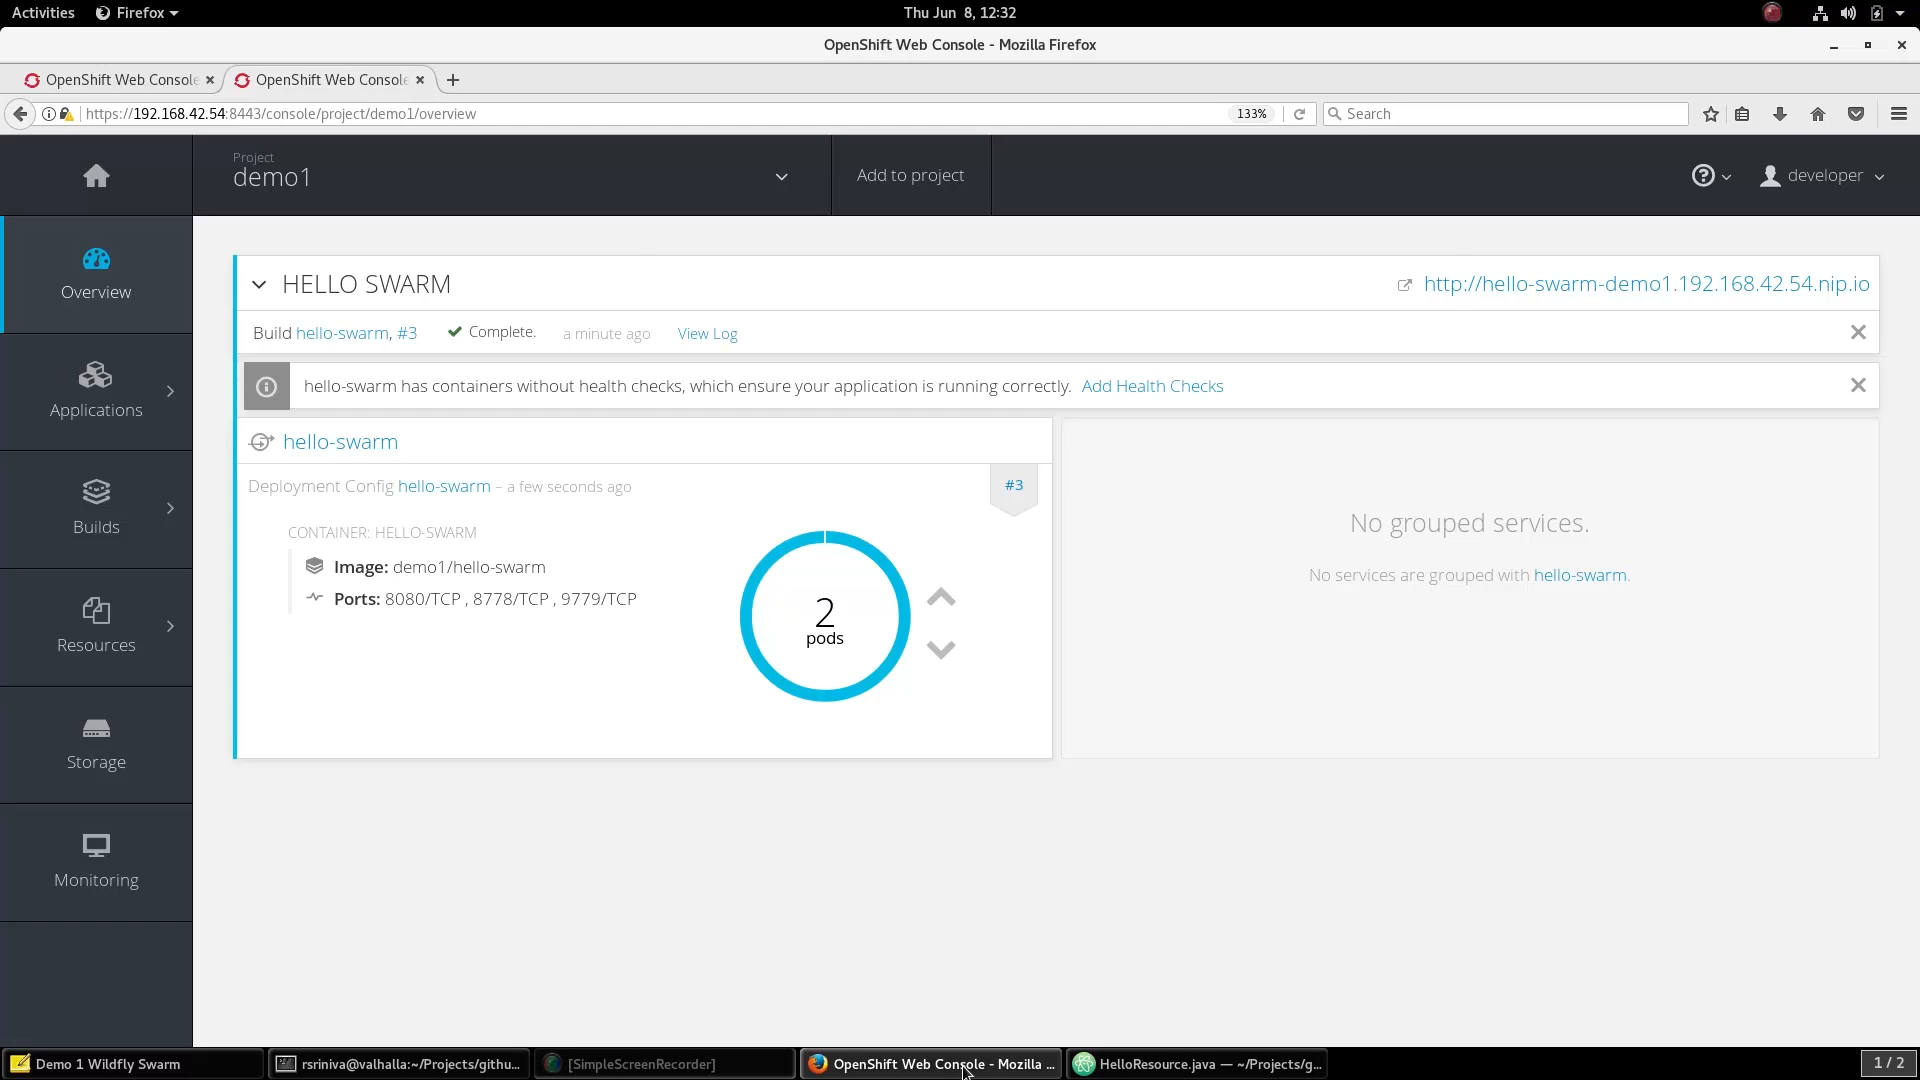 Activities Firefox Thu Jun 8, 12:32
OpenShift Web Console - Mozilla Firefox
OpenShift Web Console OpenShift Web Console
https://192.168.42.54:8443/console/project/demo1/overview 133% Search
Project
demo1
Add to project
developer
Overview
Applications
Builds
Resources
Storage
Monitoring
HELLO SWARM http://hello-swarm-demo1.192.168.42.54.nip.io
Build hello-swarm, #3 Complete. a minute ago View Log
hello-swarm has containers without health checks, which ensure your application is running correctly. Add Health Checks
hello-swarm
Deployment Config hello-swarm – a few seconds ago #3
CONTAINER: HELLO-SWARM
Image: demo1/hello-swarm
Ports: 8080/TCP , 8778/TCP , 9779/TCP
2
pods
No grouped services.
No services are grouped with hello-swarm.
Demo 1 Wildfly Swarm rsriniva@valhalla:~/Projects/githu... [SimpleScreenRecorder] OpenShift Web Console - Mozilla ... HelloResource.java — ~/Projects/g... 1 / 2